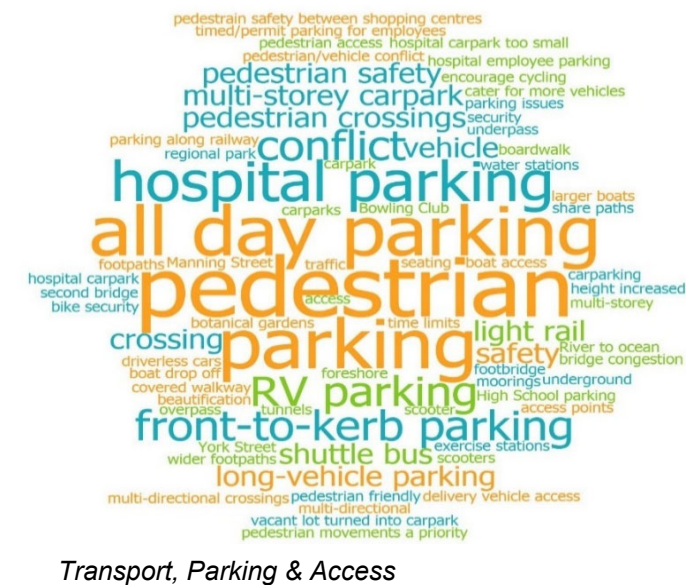 pedestrain safety between shopping centres
timed/permit parking for employees
pedestrian access hospital carpark too small
pedestrian/vehicle conflict hospital employee parking
pedestrian safety encourage cycling
multi-storey carpark cater for more vehicles
parking issues
pedestrian crossings security
underpass
parking along railway conflict vehicle boardwalk
regional park carpark water stations
hospital parking larger boats
carparks Bowling Club share paths
all day parking
footpaths Manning Street traffic seating boat access
hospital carpark pedestrian carparking
second bridge height increased
bike security access multi-storey
botanical gardens time limits light rail
crossing parking safety River to ocean
driverless cars bridge congestion
boat drop off foreshore footbridge
covered walkway RV parking moorings underground
beautification High School parking
overpass tunnels scooter access points
front-to-kerb parking
York Street shuttle bus exercise stations
wider footpaths scooters
long-vehicle parking
multi-directional crossings pedestrian friendly delivery vehicle access
multi-directional
vacant lot turned into carpark
pedestrian movements a priority
Transport, Parking & Access